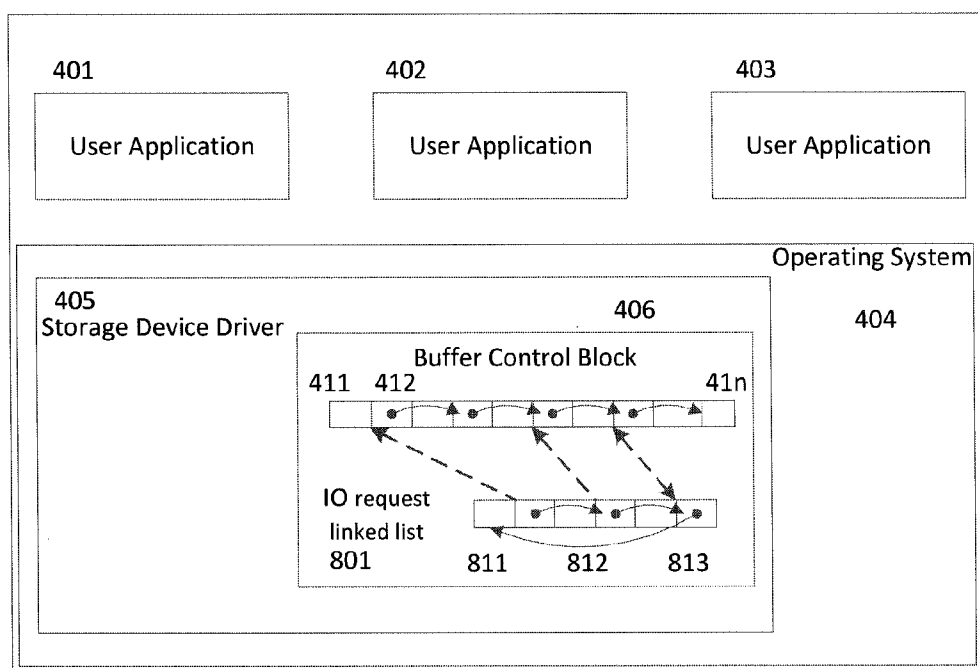 401 402 403
User Application User Application User Application
Operating System
405 406 404
Storage Device Driver
Buffer Control Block
411 412 41n
IO request
linked list
801 811 812 813